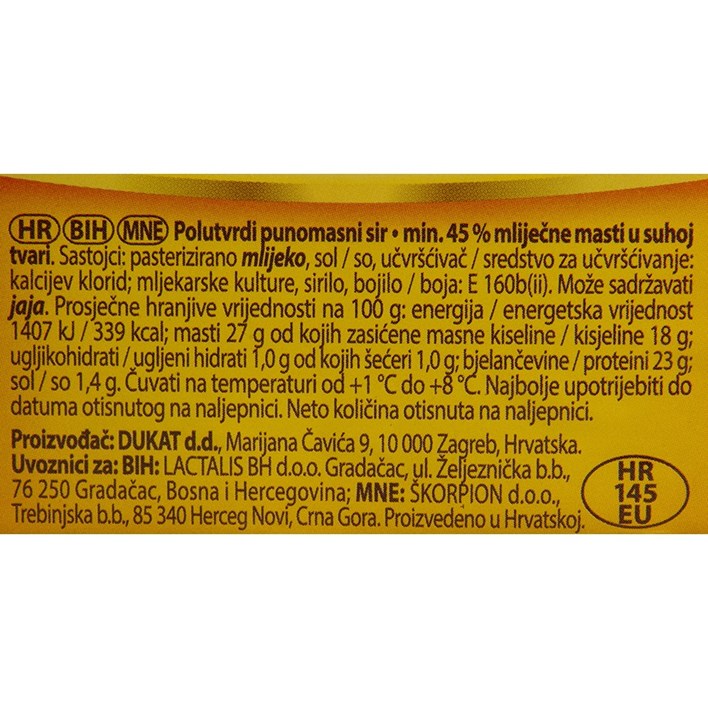 HR BIH MNE Polutvrdi punomasni sir • min. 45 % mliječne masti u suhoj
tvari. Sastojci: pasterizirano mlijeko, sol / so, učvršćivač / sredstvo za učvršćivanje:
kalcijev klorid; mljekarske kulture, sirilo, bojilo / boja: E 160b(ii). Može sadržavati
jaja. Prosječne hranjive vrijednosti na 100 g: energija / energetska vrijednost
1407 kJ / 339 kcal; masti 27 g od kojih zasićene masne kiseline / kisjeline 18 g;
ugljikohidrati / ugljeni hidrati 1,0 g od kojih šećeri 1,0 g; bjelančevine / proteini 23 g;
sol / so 1,4 g. Čuvati na temperaturi od +1 °C do +8 °C. Najbolje upotrijebiti do
datuma otisnutog na naljepnici. Neto količina otisnuta na naljepnici.
Proizvođač: DUKAT d.d., Marijana Čavića 9, 10 000 Zagreb, Hrvatska.
Uvoznici za: BIH: LACTALIS BH d.o.o. Gradačac, ul. Željeznička b.b.,
76 250 Gradačac, Bosna i Hercegovina; MNE: ŠKORPION d.o.o.,
Trebinjska b.b., 85 340 Herceg Novi, Crna Gora. Proizvedeno u Hrvatskoj.
HR
145
EU